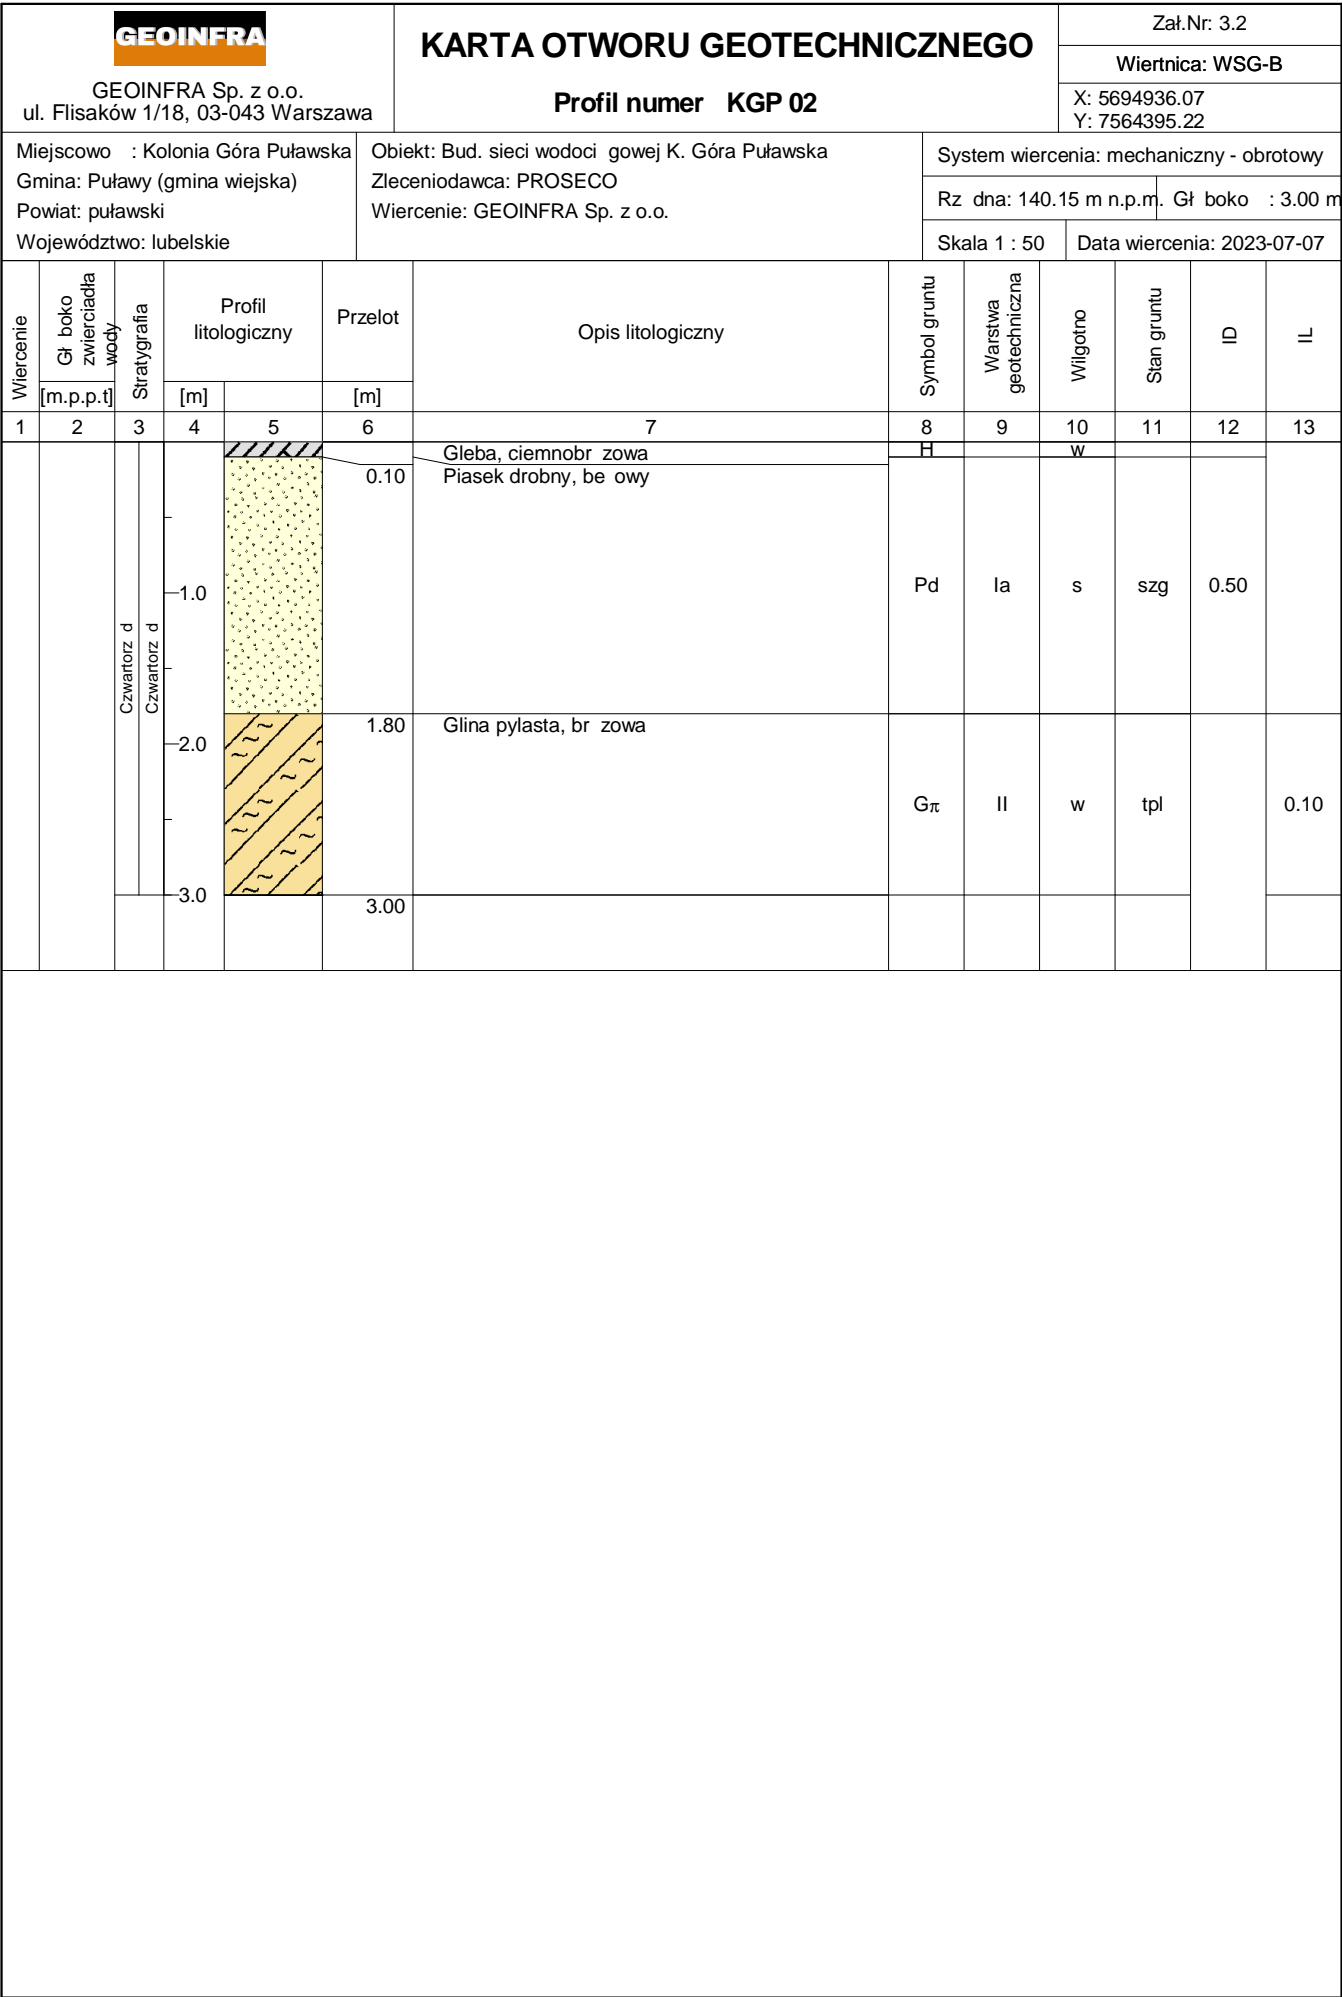 GEOINFRA
GEOINFRA Sp. z o.o.
ul. Flisaków 1/18, 03-043 Warszawa
KARTA OTWORU GEOTECHNICZNEGO
Profil numer KGP 02
Zał.Nr: 3.2
Wiertnica: WSG-B
X: 5694936.07
Y: 7564395.22
Miejscowo : Kolonia Góra Puławska
Gmina: Puławy (gmina wiejska)
Powiat: puławski
Województwo: lubelskie
Obiekt: Bud. sieci wodoci gowej K. Góra Puławska
Zleceniodawca: PROSECO
Wiercenie: GEOINFRA Sp. z o.o.
System wiercenia: mechaniczny - obrotowy
Rz dna: 140.15 m n.p.m. Gł boko : 3.00 m
Skala 1 : 50 Data wiercenia: 2023-07-07
Wiercenie
Gł boko
zwierciadła
wody
[m.p.p.t]
Stratygrafia
Profil
litologiczny
[m]
Przelot
[m]
Opis litologiczny
Symbol gruntu
Warstwa
geotechniczna
Wilgotno
Stan gruntu
ID
IL
1 2 3 4 5 6 7 8 9 10 11 12 13
Gleba, ciemnobr zowa H w
0.10 Piasek drobny, be owy
1.0 Pd Ia s szg 0.50
Czwartorz d
Czwartorz d
1.80 Glina pylasta, br zowa
2.0
Gπ II w tpl 0.10
3.0
3.00